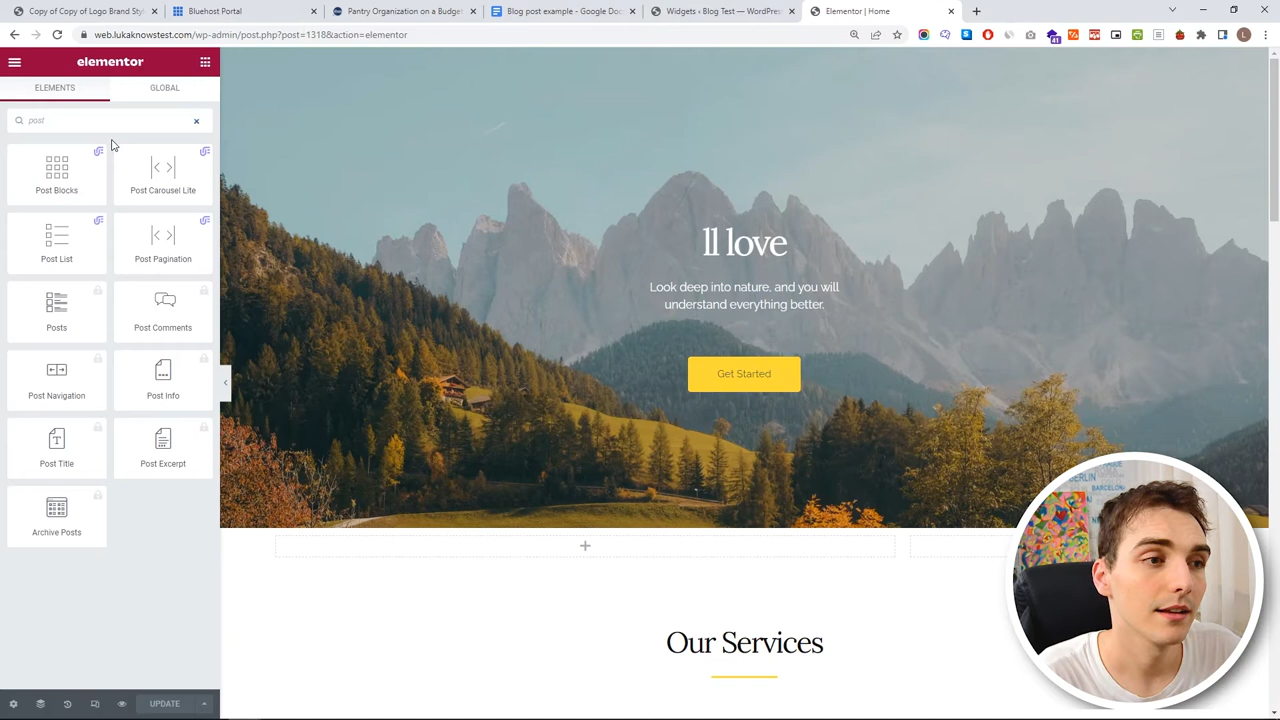 Copy of Copy of Logo Brand Sty
Bluehost Portal
Pantry Organization on a Budget
Blog post example - Google Doc
Widgets ‹ Blog Test — WordPress
Elementor | Home
web.lukaknowstest.com/wp-admin/post.php?post=1318&action=elementor
41
L
elementor
ELEMENTS
GLOBAL
post
Post Blocks
Post Carousel Lite
Post List
Post Pagination
Posts
Post Comments
Post Navigation
Post Info
Post Title
Post Excerpt
Archive Posts
UPDATE
ll love
Look deep into nature, and you will
understand everything better.
Get Started
Our Services
BERLIN
BARCELON